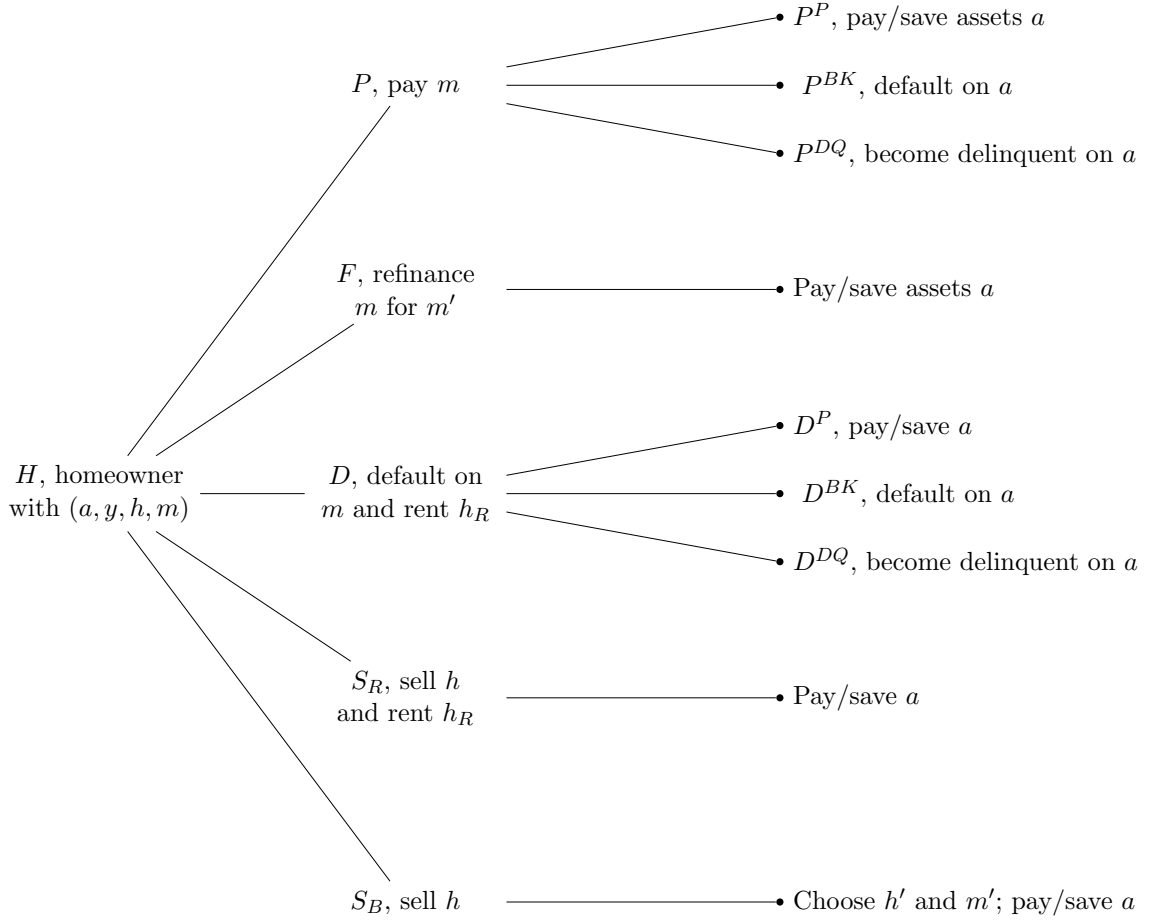 $P^P$, pay/save assets $a$
$P$, pay $m$
$P^{BK}$, default on $a$
$P^{DQ}$, become delinquent on $a$
$F$, refinance
$m$ for $m'$
Pay/save assets $a$
$H$, homeowner
with $(a, y, h, m)$
$D$, default on
$m$ and rent $h_R$
$D^P$, pay/save $a$
$D^{BK}$, default on $a$
$D^{DQ}$, become delinquent on $a$
$S_R$, sell $h$
and rent $h_R$
Pay/save $a$
$S_B$, sell $h$
Choose $h'$ and $m'$; pay/save $a$